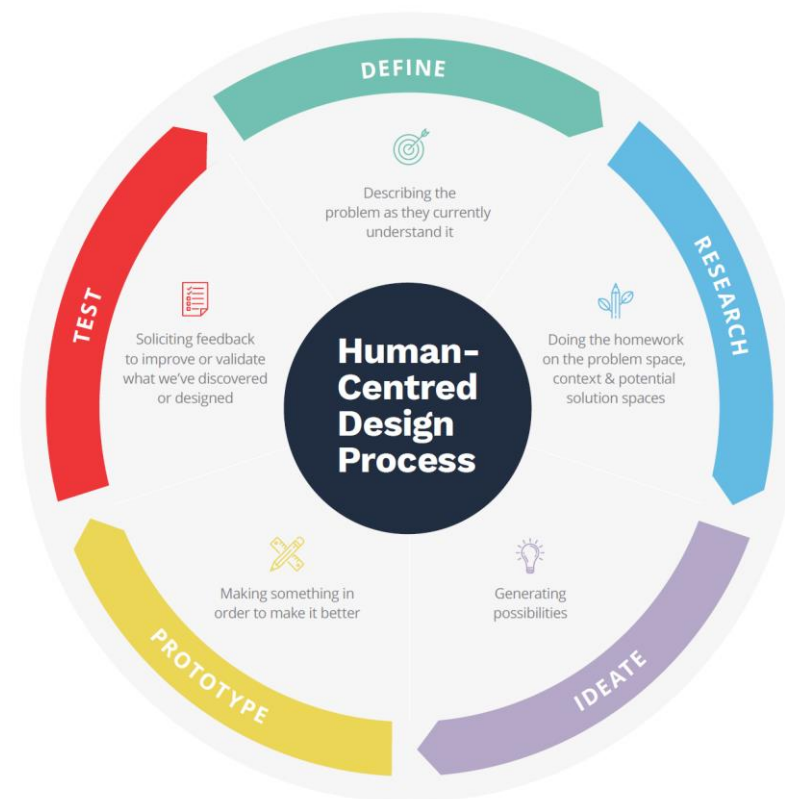 DEFINE
Describing the
problem as they currently
understand it
RESEARCH
Doing the homework
on the problem space,
context & potential
solution spaces
IDEATE
Generating
possibilities
PROTOTYPE
Making something in
order to make it better
TEST
Soliciting feedback
to improve or validate
what we've discovered
or designed
Human-
Centred
Design
Process